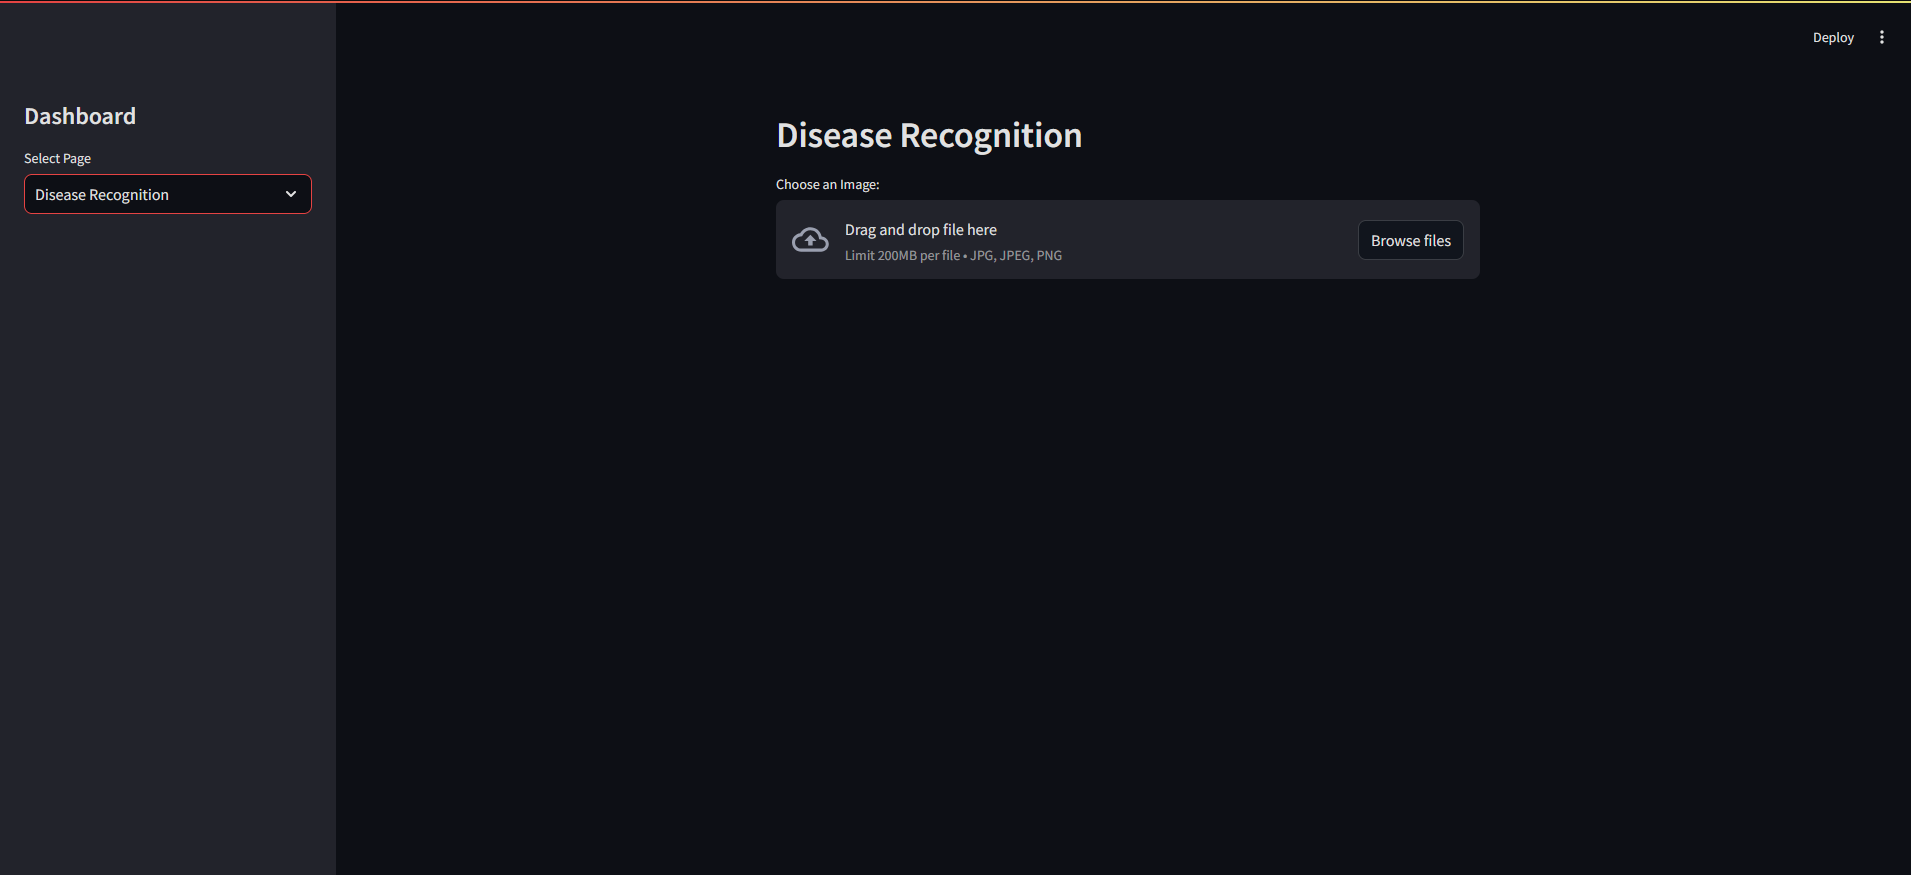 Deploy
Dashboard
Select Page
Disease Recognition
Disease Recognition
Choose an Image:
Drag and drop file here
Limit 200MB per file • JPG, JPEG, PNG
Browse files